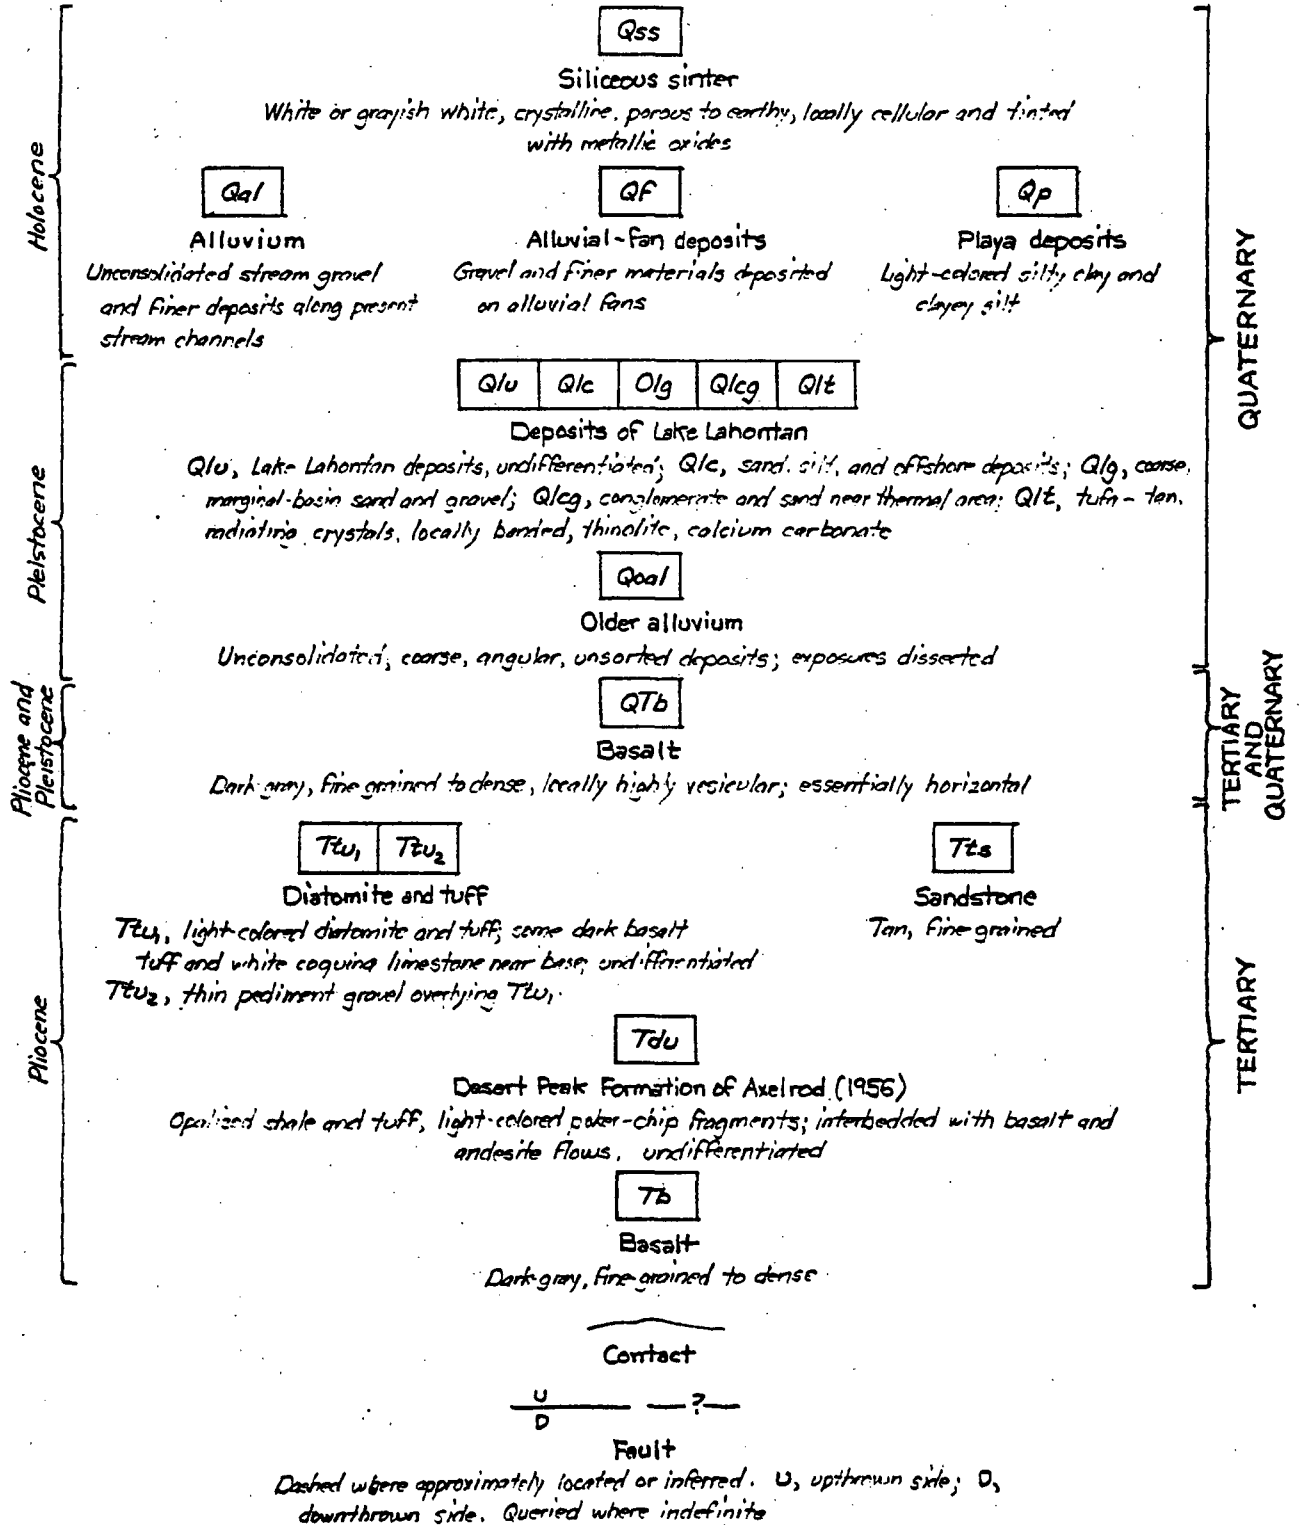 Qss
Siliceous sinter
White or grayish white, crystalline, porous to earthy, locally cellular and tinted
with metallic oxides
Holocene
Qal
Qf
Qp
Alluvium
Alluvial-fan deposits
Playa deposits
Unconsolidated stream gravel
and finer deposits along present
stream channels
Gravel and finer materials deposited
on alluvial fans
Light-colored silty clay and
clayey silt
QUATERNARY
Qlu Qlc Qlg Qlcg Qlt
Deposits of Lake Lahontan
Qlu, Lake Lahontan deposits, undifferentiated; Qlc, sand, silt, and offshore deposits; Qlg, coarse,
marginal-basin sand and gravel; Qlcg, conglomerate and sand near thermal area; Qlt, tufa-tan,
radiating crystals, locally banded, thinolite, calcium carbonate
Pleistocene
Qoal
Older alluvium
Unconsolidated, coarse, angular, unsorted deposits; exposures dissected
Pliocene and
Pleistocene
QTb
Basalt
Dark-gray, fine grained to dense, locally highly vesicular; essentially horizontal
TERTIARY
AND
QUATERNARY
Ttu1 Ttu2
Tts
Diatomite and tuff
Sandstone
Ttu1, light-colored diatomite and tuff; some dark basalt
tuff and white coquina limestone near base, undifferentiated
Ttu2, thin pediment gravel overlying Ttu1.
Tan, fine grained
Pliocene
TERTIARY
Tdu
Desert Peak Formation of Axelrod (1956)
Opalized shale and tuff, light-colored poker-chip fragments; interbedded with basalt and
andesite flows, undifferentiated
Tb
Basalt
Dark-gray, fine-grained to dense
Contact
U
D
?
Fault
Dashed where approximately located or inferred. U, upthrown side; D,
downthrown side. Queried where indefinite